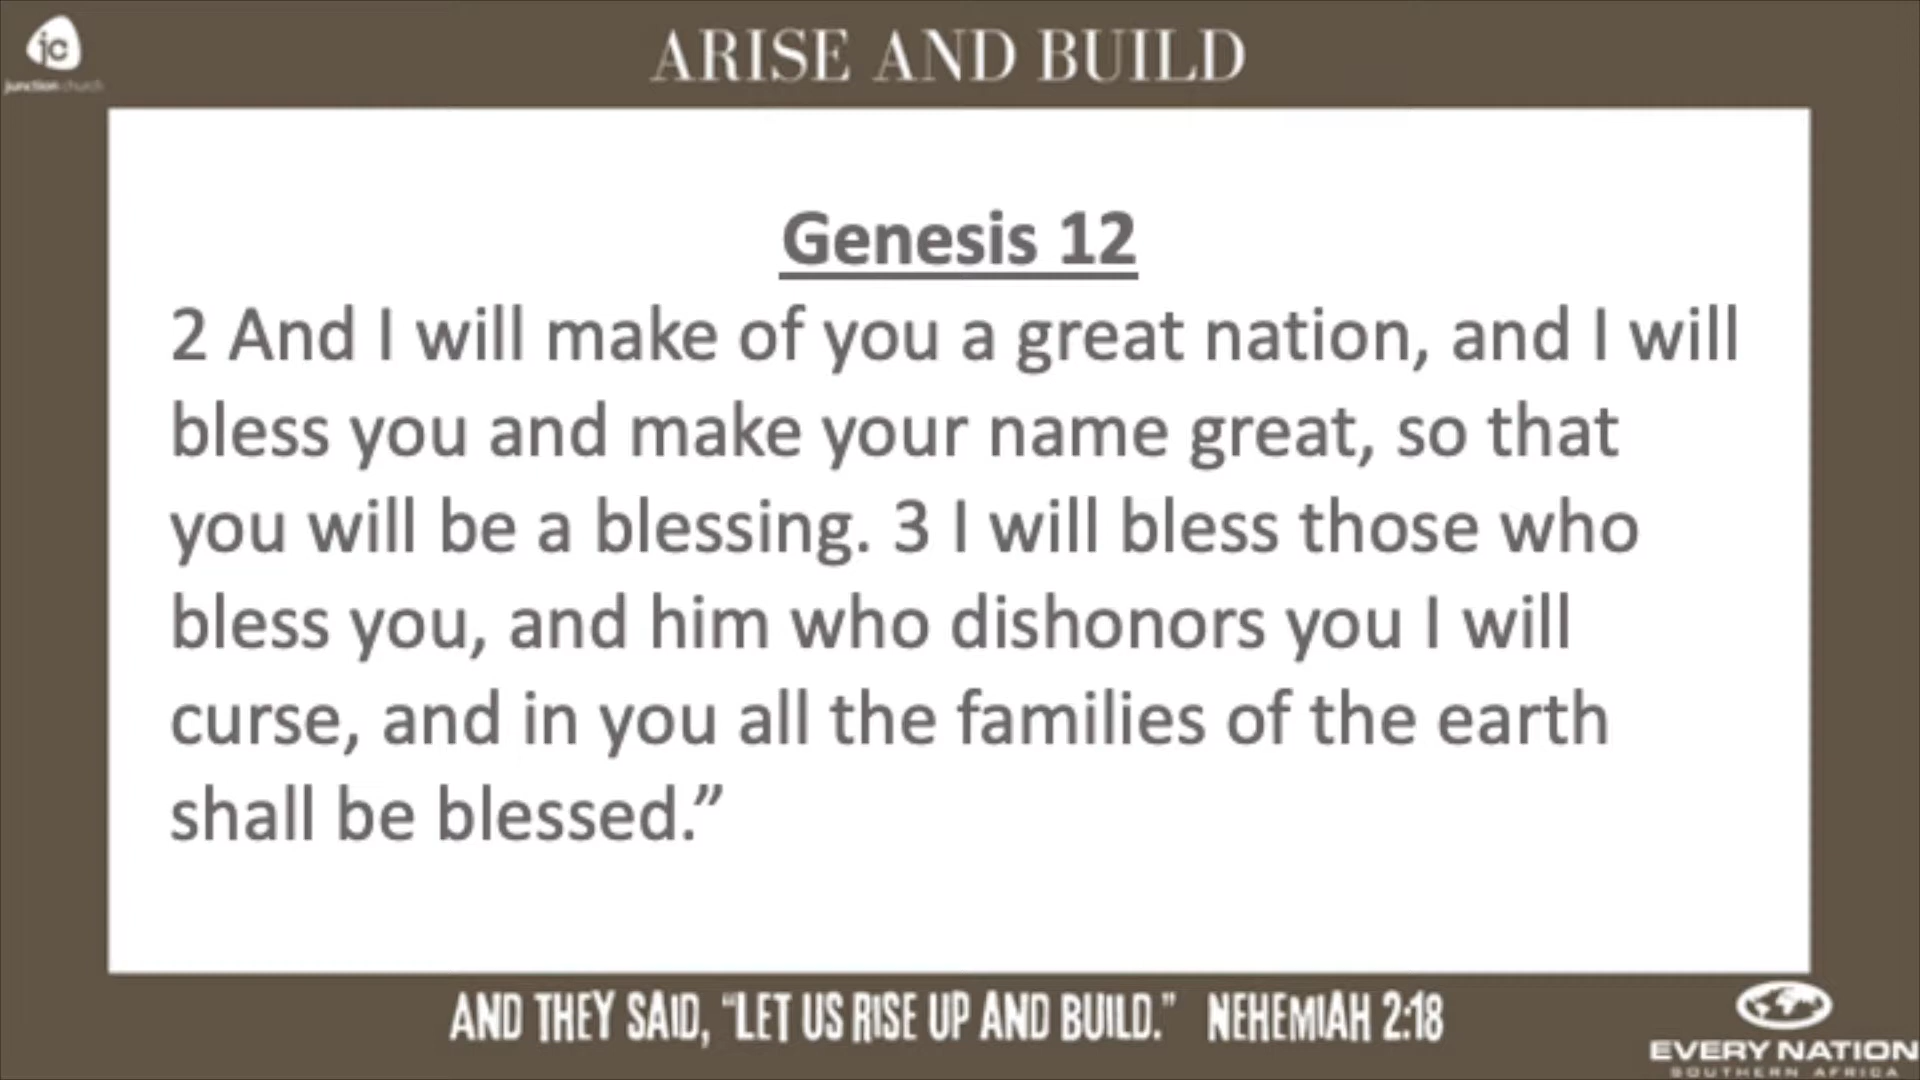 jc
junction church
ARISE AND BUILD
Genesis 12
2 And I will make of you a great nation, and I will
bless you and make your name great, so that
you will be a blessing. 3 I will bless those who
bless you, and him who dishonors you I will
curse, and in you all the families of the earth
shall be blessed.”
AND THEY SAID, “LET US RISE UP AND BUILD.” NEHEMIAH 2:18
EVERY NATION
SOUTHERN AFRICA